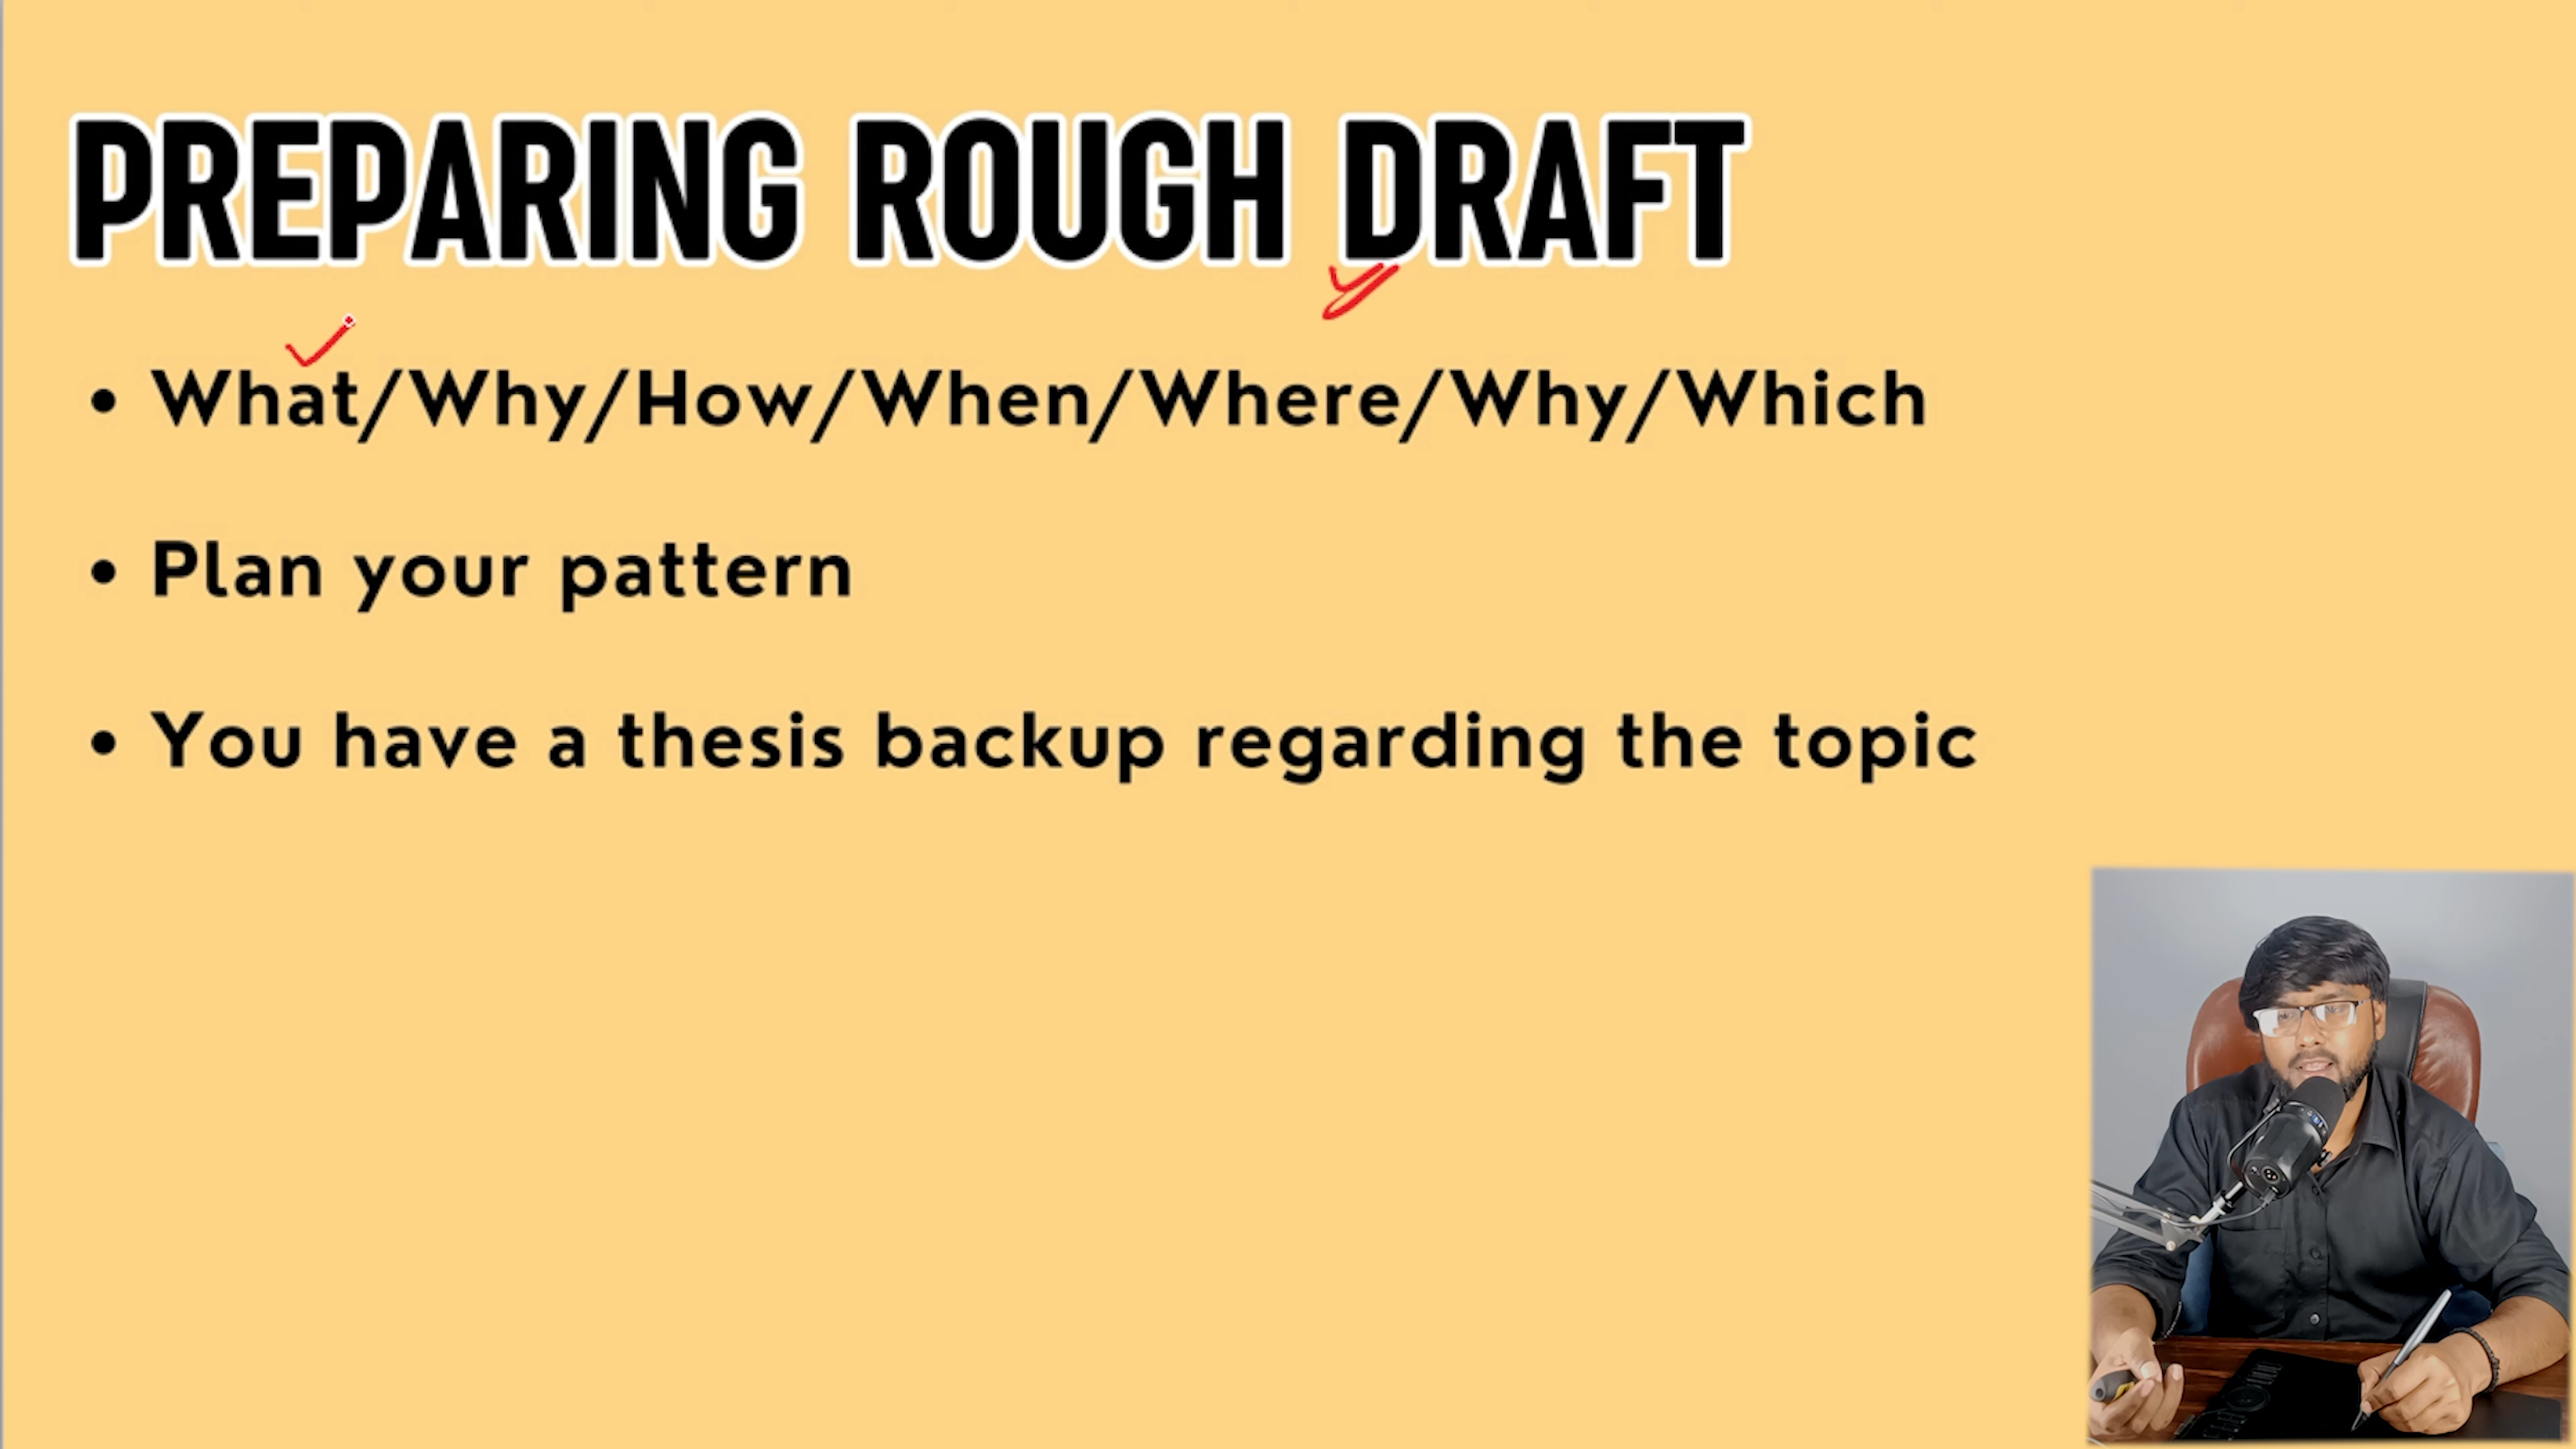 PREPARING ROUGH DRAFT
• What/Why/How/When/Where/Why/Which
• Plan your pattern
• You have a thesis backup regarding the topic